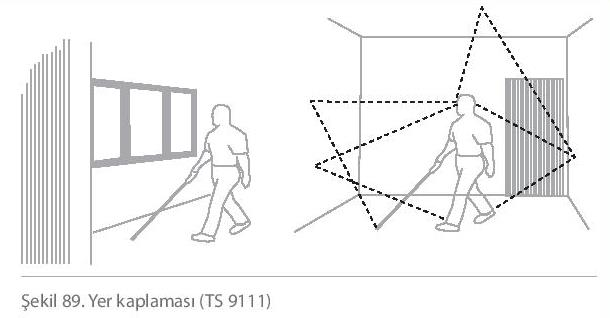 Şekil 89. Yer kaplaması (TS 9111)